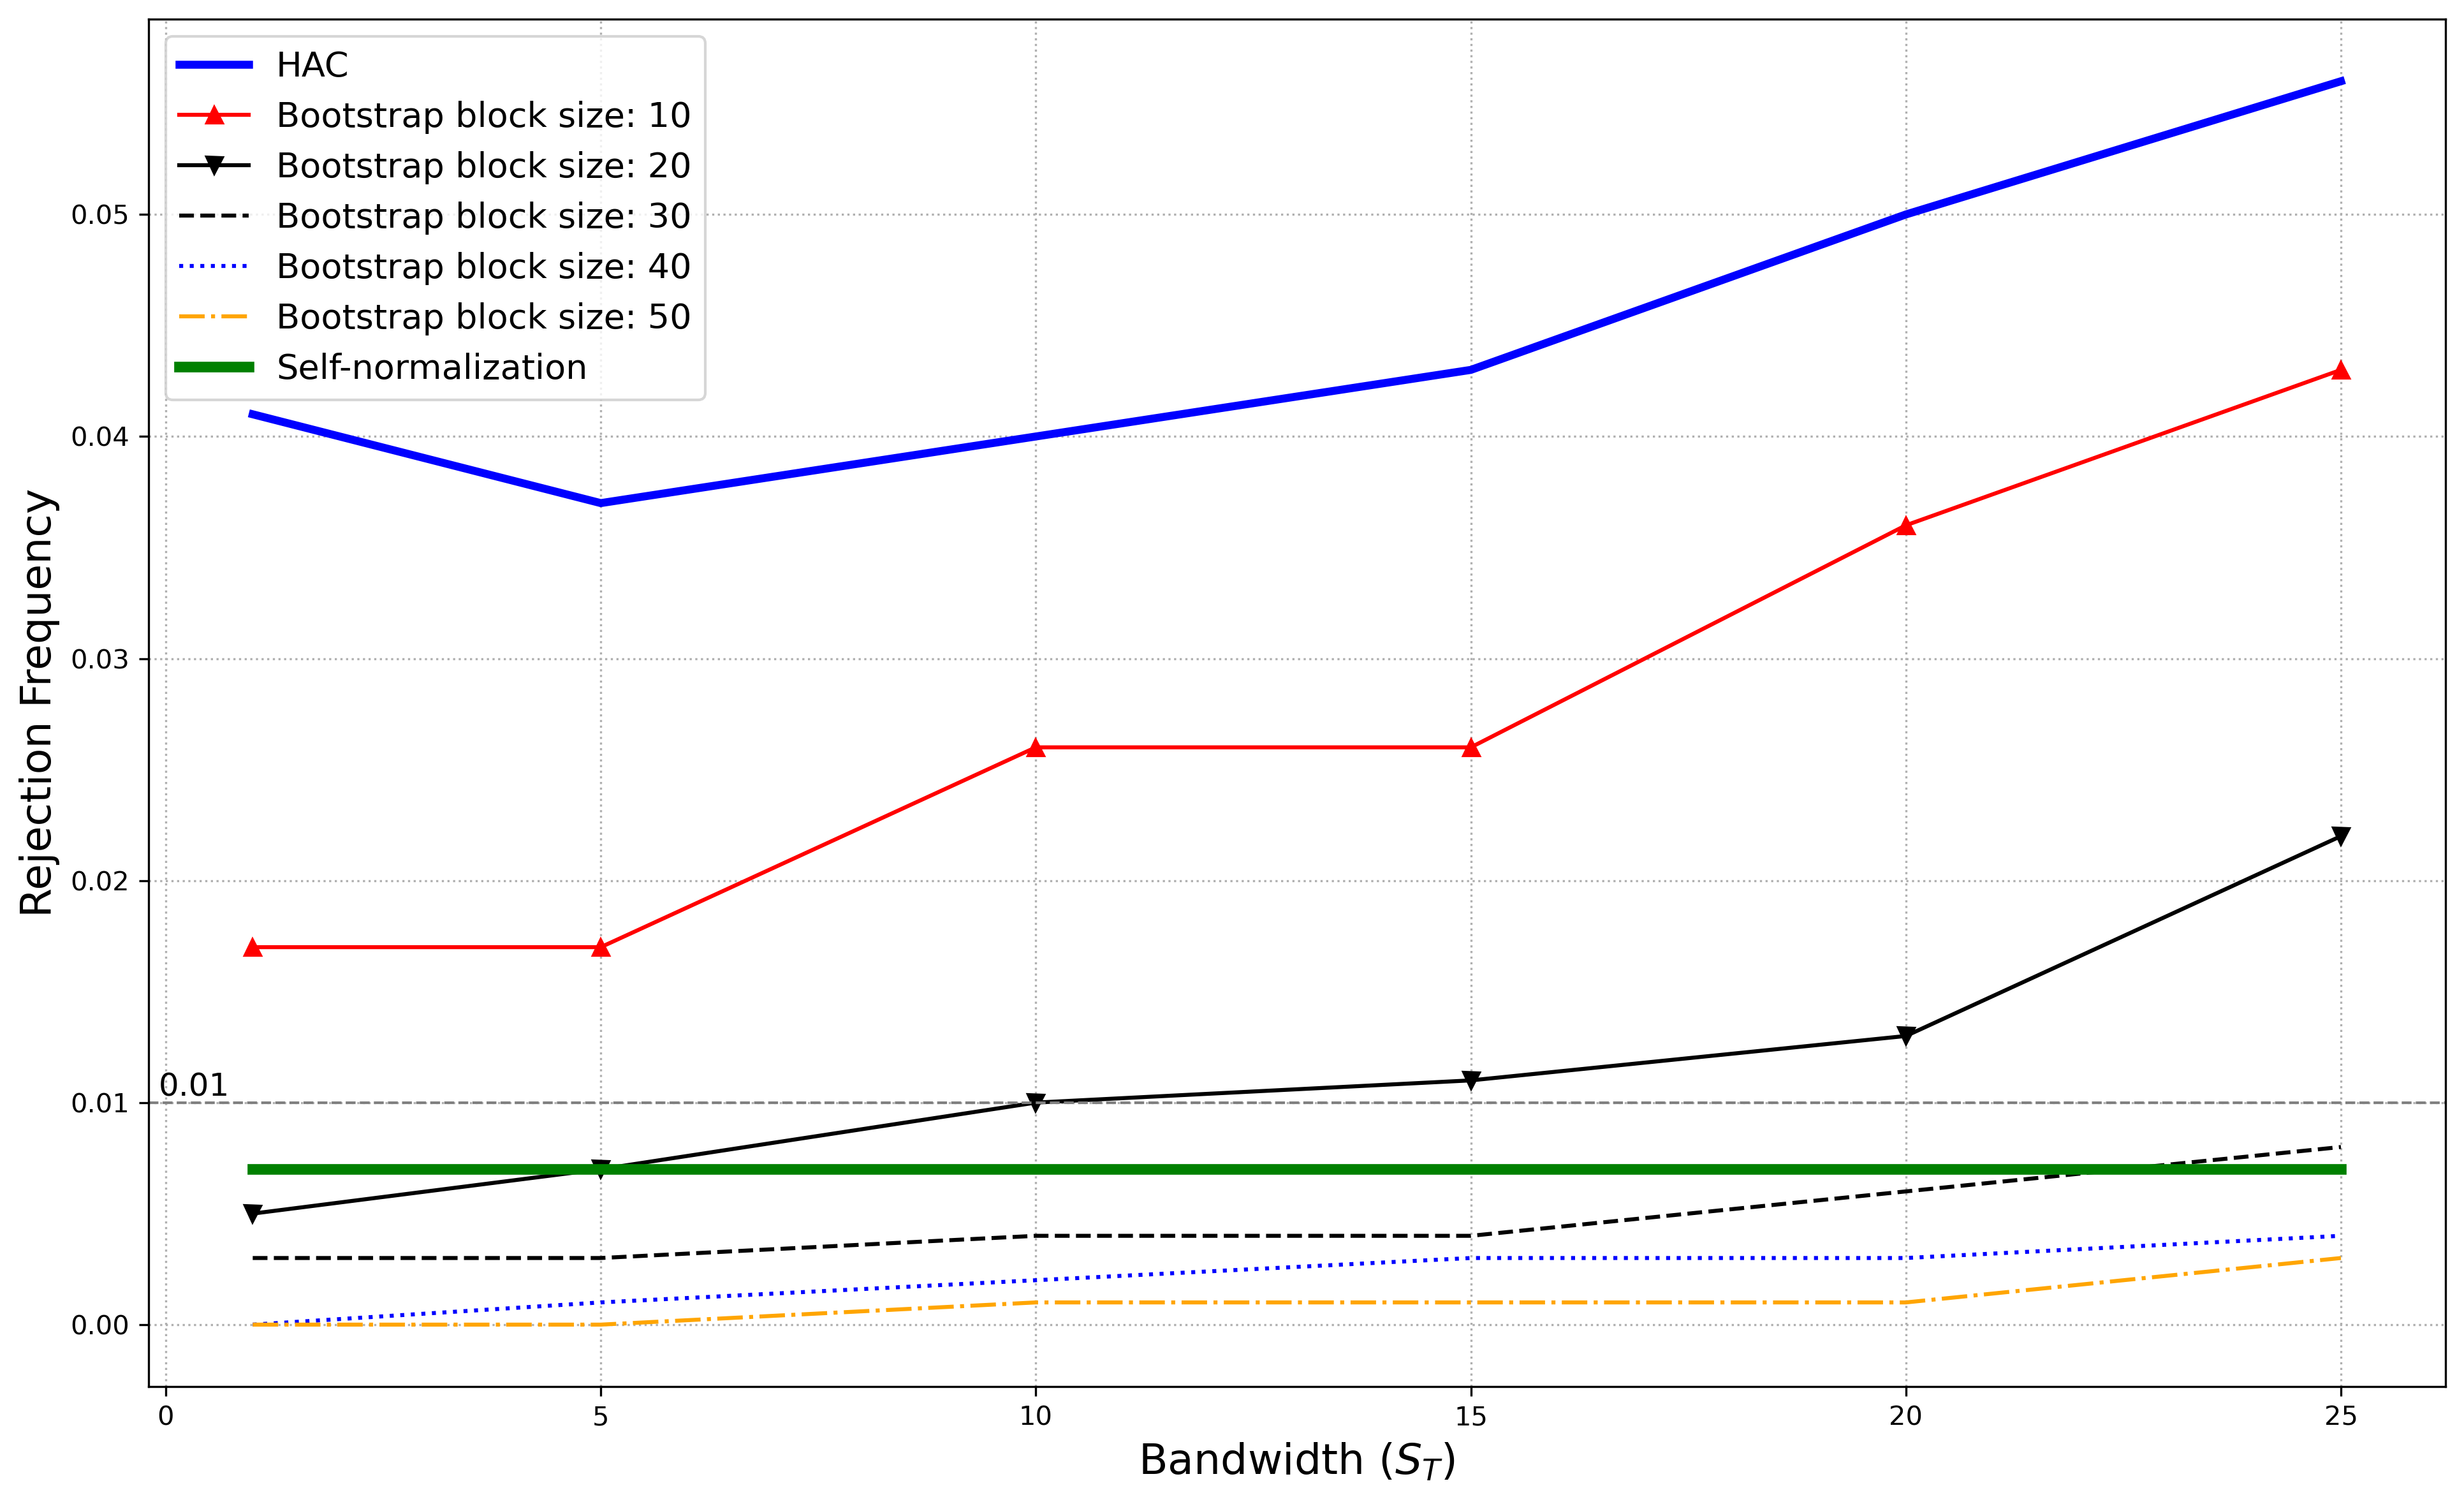 HAC
Bootstrap block size: 10
Bootstrap block size: 20
Bootstrap block size: 30
Bootstrap block size: 40
Bootstrap block size: 50
Self-normalization
Rejection Frequency
0.05
0.04
0.03
0.02
0.01
0.00
0.01
0 5 10 15 20 25
Bandwidth (S_T)